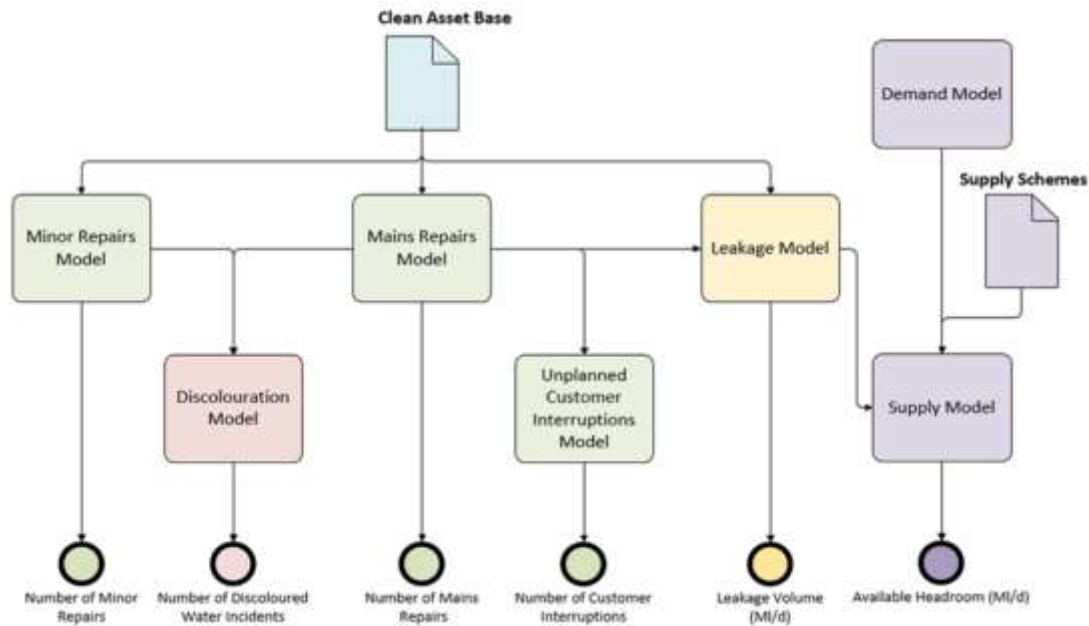 Clean Asset Base
Demand Model
Supply Schemes
Minor Repairs
Model
Mains Repairs
Model
Leakage Model
Discolouration
Model
Unplanned
Customer
Interruptions
Model
Supply Model
Number of Minor
Repairs
Number of Discoloured
Water Incidents
Number of Mains
Repairs
Number of Customer
Interruptions
Leakage Volume
(Ml/d)
Available Headroom (Ml/d)